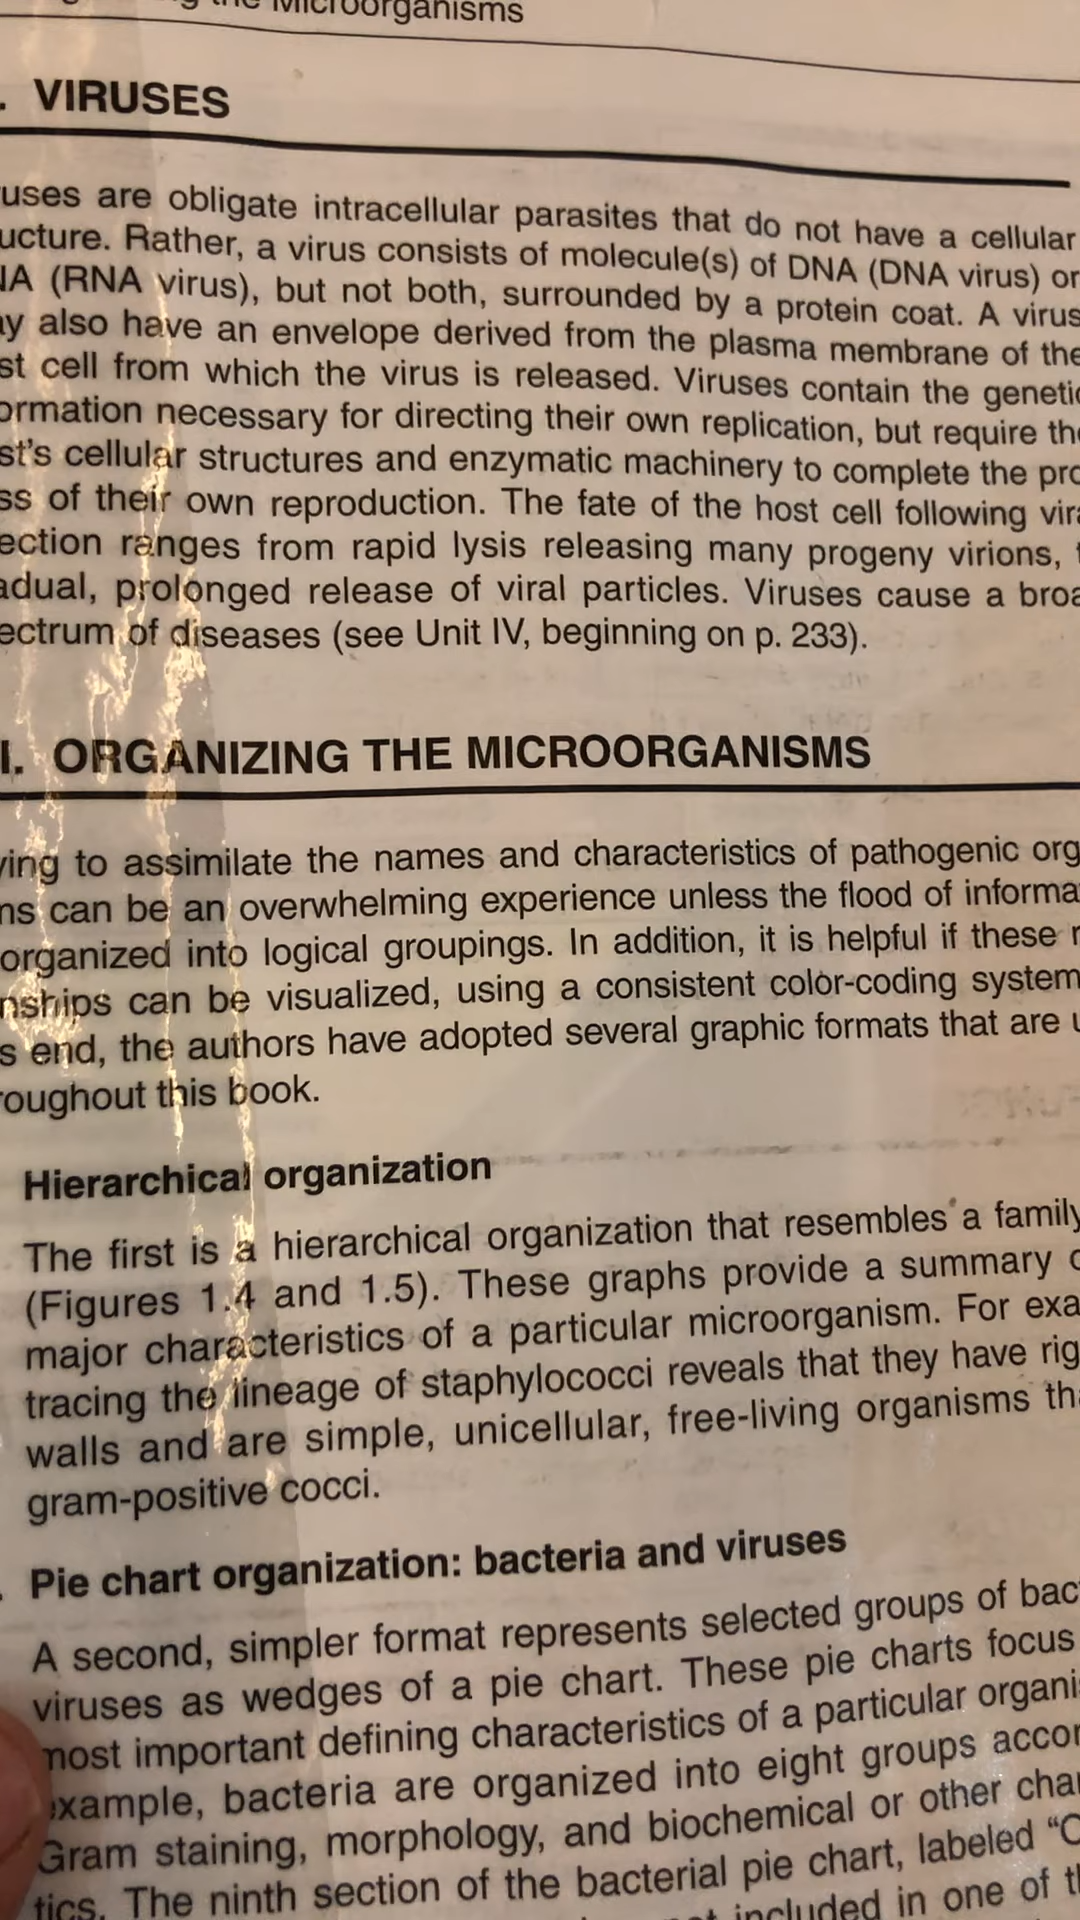 the Microorganisms
. VIRUSES
uses are obligate intracellular parasites that do not have a cellular
ucture. Rather, a virus consists of molecule(s) of DNA (DNA virus) or
IA (RNA virus), but not both, surrounded by a protein coat. A virus
ay also have an envelope derived from the plasma membrane of the
st cell from which the virus is released. Viruses contain the genetic
ormation necessary for directing their own replication, but require the
st's cellular structures and enzymatic machinery to complete the pro
ss of their own reproduction. The fate of the host cell following vira
ection ranges from rapid lysis releasing many progeny virions,
adual, prolonged release of viral particles. Viruses cause a broa
ectrum of diseases (see Unit IV, beginning on p. 233).
I. ORGANIZING THE MICROORGANISMS
ying to assimilate the names and characteristics of pathogenic org
ns can be an overwhelming experience unless the flood of informa
organized into logical groupings. In addition, it is helpful if these r
nships can be visualized, using a consistent color-coding system
s end, the authors have adopted several graphic formats that are u
roughout this book.
Hierarchical organization
The first is a hierarchical organization that resembles a family
(Figures 1.4 and 1.5). These graphs provide a summary o
major characteristics of a particular microorganism. For exa
tracing the lineage of staphylococci reveals that they have rig
walls and are simple, unicellular, free-living organisms tha
gram-positive cocci.
. Pie chart organization: bacteria and viruses
A second, simpler format represents selected groups of bact
viruses as wedges of a pie chart. These pie charts focus
most important defining characteristics of a particular organi
example, bacteria are organized into eight groups accor
Gram staining, morphology, and biochemical or other char
tics. The ninth section of the bacterial pie chart, labeled “O
included in one of th